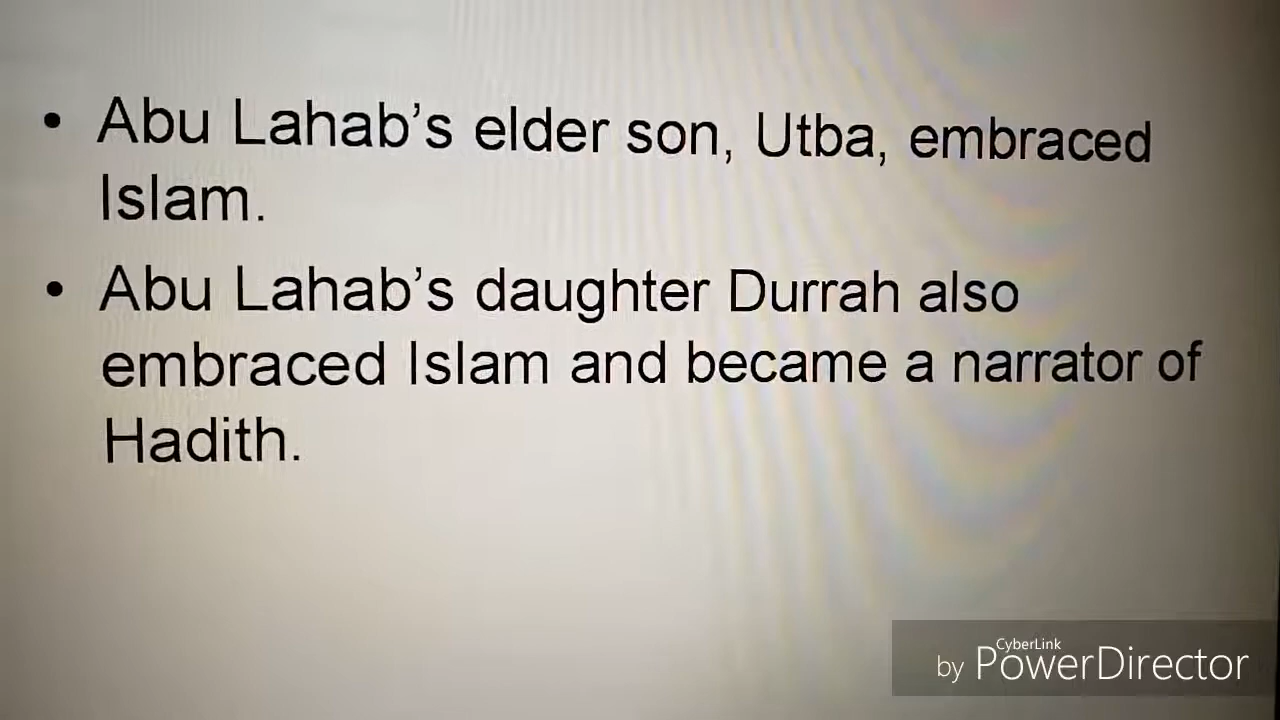 • Abu Lahab’s elder son, Utba, embraced
Islam.
• Abu Lahab’s daughter Durrah also
embraced Islam and became a narrator of
Hadith.
CyberLink
by PowerDirector